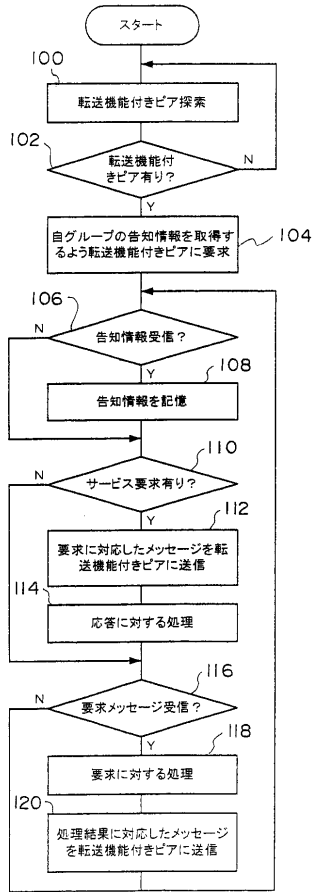 スタート
100
転送機能付きピア探索
102
転送機能付
きピア有り？
N
Y
自グループの告知情報を取得す
るよう転送機能付きピアに要求
104
106
N
告知情報受信？
Y
108
告知情報を記憶
110
N
サービス要求有り？
Y
112
要求に対応したメッセージを転
送機能付きピアに送信
114
応答に対する処理
116
N
要求メッセージ受信？
Y
118
要求に対する処理
120
処理結果に対応したメッセージ
を転送機能付きピアに送信